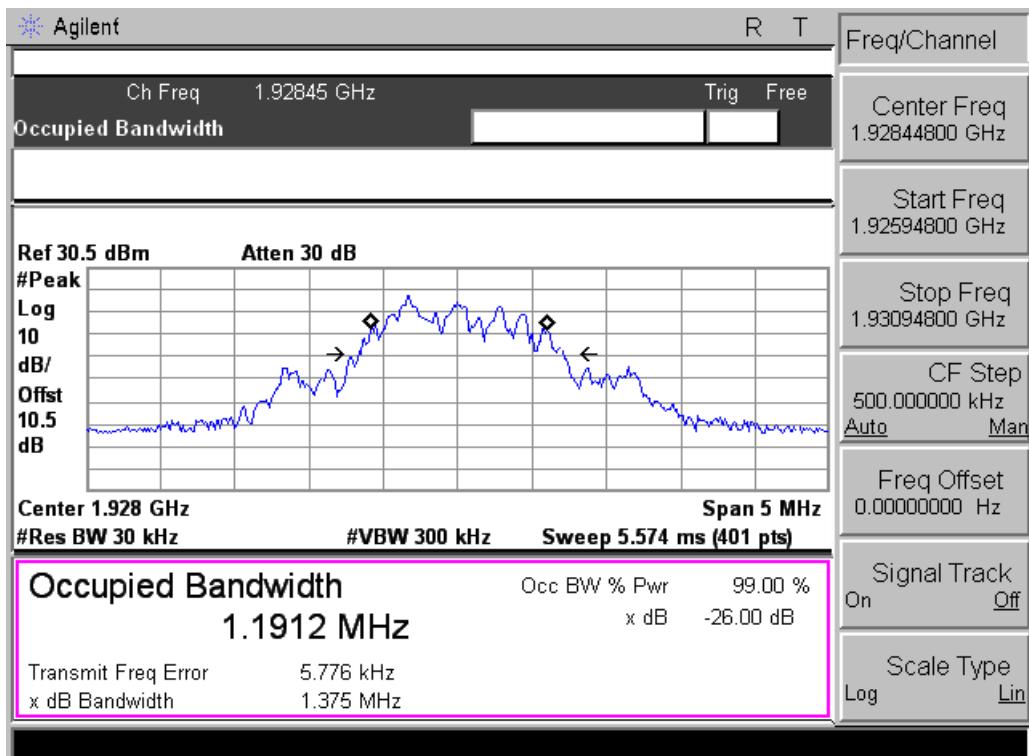 Agilent R T
Freq/Channel
Ch Freq 1.92845 GHz Trig Free
Occupied Bandwidth
Center Freq
1.92844800 GHz
Start Freq
1.92594800 GHz
Ref 30.5 dBm Atten 30 dB
#Peak
Log
10
dB/
Offst
10.5
dB
Stop Freq
1.93094800 GHz
CF Step
500.000000 kHz
Auto Man
Center 1.928 GHz Span 5 MHz
#Res BW 30 kHz #VBW 300 kHz Sweep 5.574 ms (401 pts)
Freq Offset
0.00000000 Hz
Occupied Bandwidth Occ BW % Pwr 99.00 %
1.1912 MHz x dB -26.00 dB
Transmit Freq Error 5.776 kHz
x dB Bandwidth 1.375 MHz
Signal Track
On Off
Scale Type
Log Lin